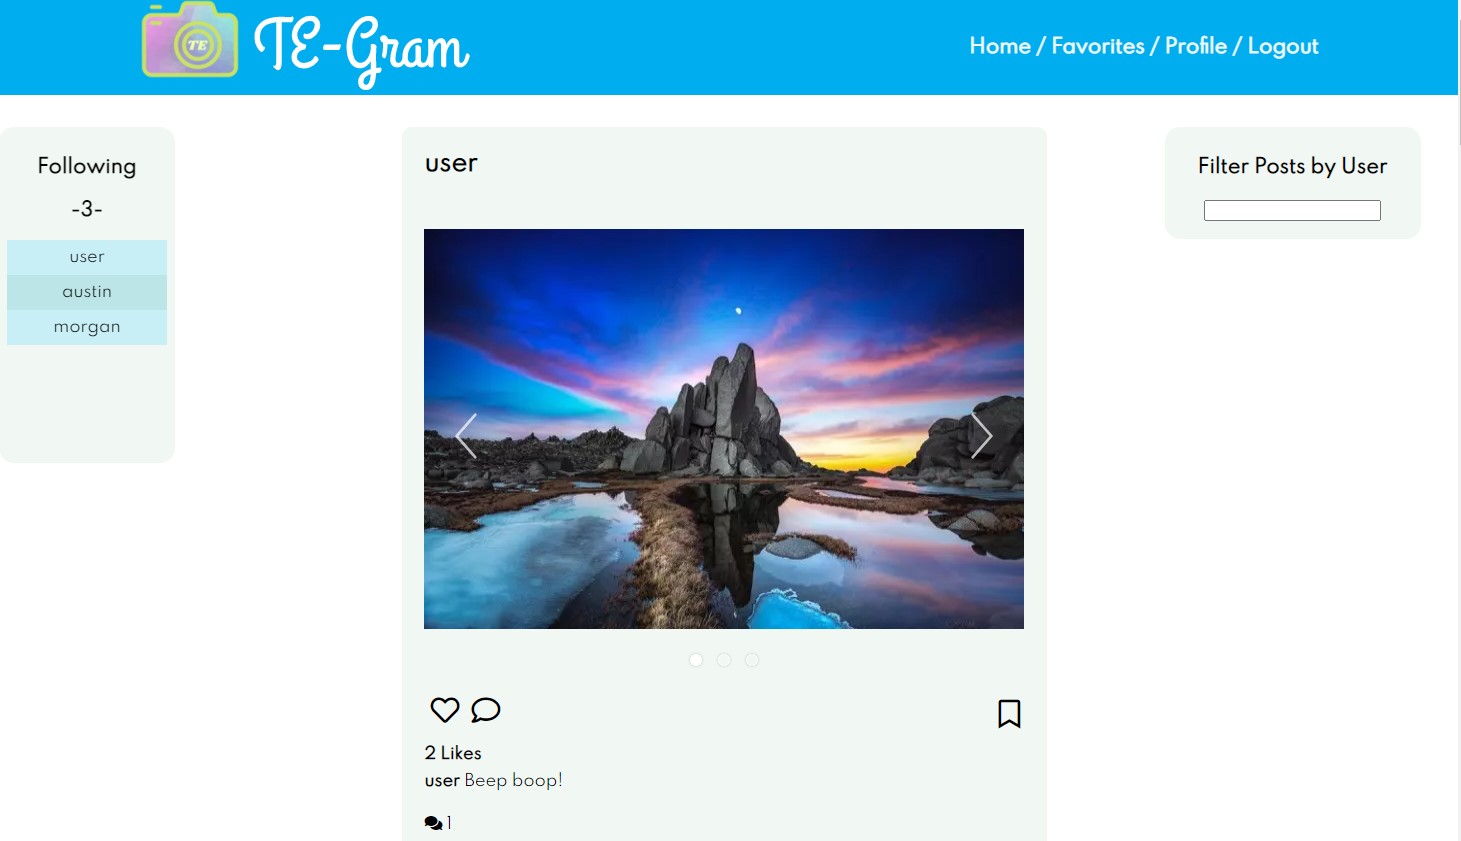 TE
TE-Gram
Home / Favorites / Profile / Logout
Following
-3-
user
austin
morgan
user
2 Likes
user Beep boop!
1
Filter Posts by User